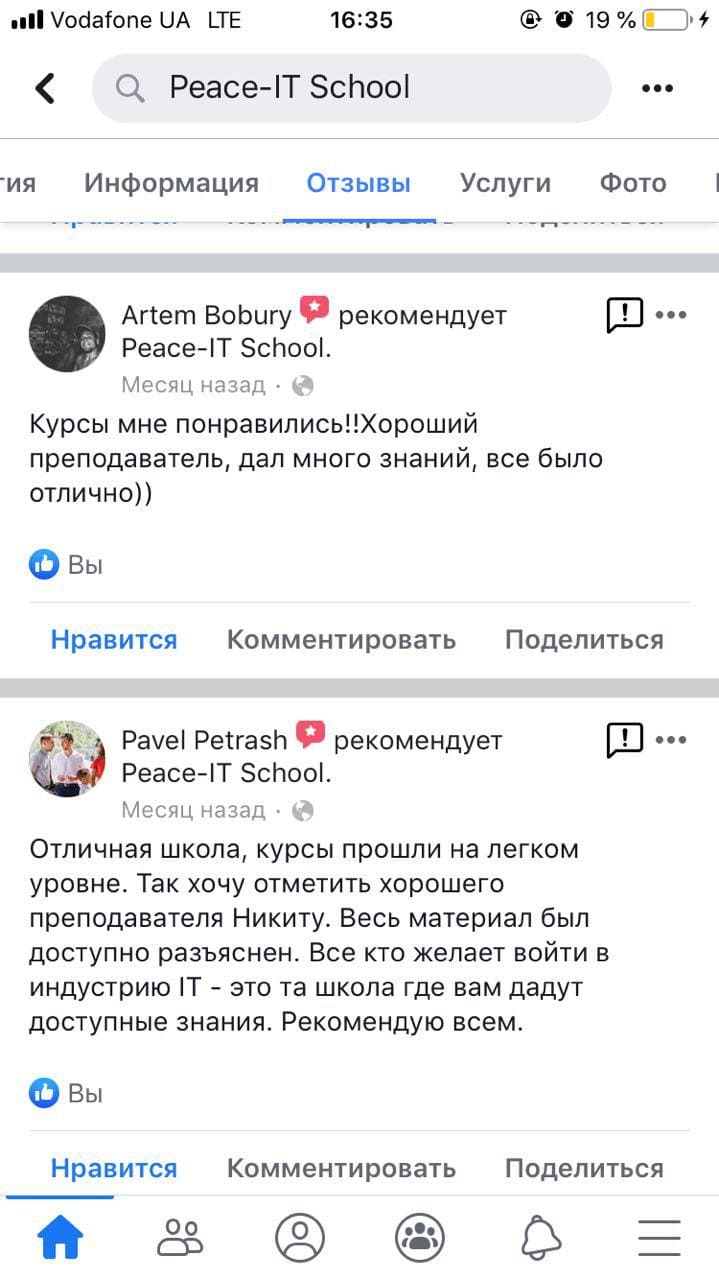 Vodafone UA LTE 16:35 19 %
Peace-IT School
Информация Отзывы Услуги Фото
Artem Bobury рекомендует
Peace-IT School.
Месяц назад ·
Курсы мне понравились!!Хороший
преподаватель, дал много знаний, все было
отлично))
Вы
Нравится Комментировать Поделиться
Pavel Petrash рекомендует
Peace-IT School.
Месяц назад ·
Отличная школа, курсы прошли на легком
уровне. Так хочу отметить хорошего
преподавателя Никиту. Весь материал был
доступно разъяснен. Все кто желает войти в
индустрию IT - это та школа где вам дадут
доступные знания. Рекомендую всем.
Вы
Нравится Комментировать Поделиться